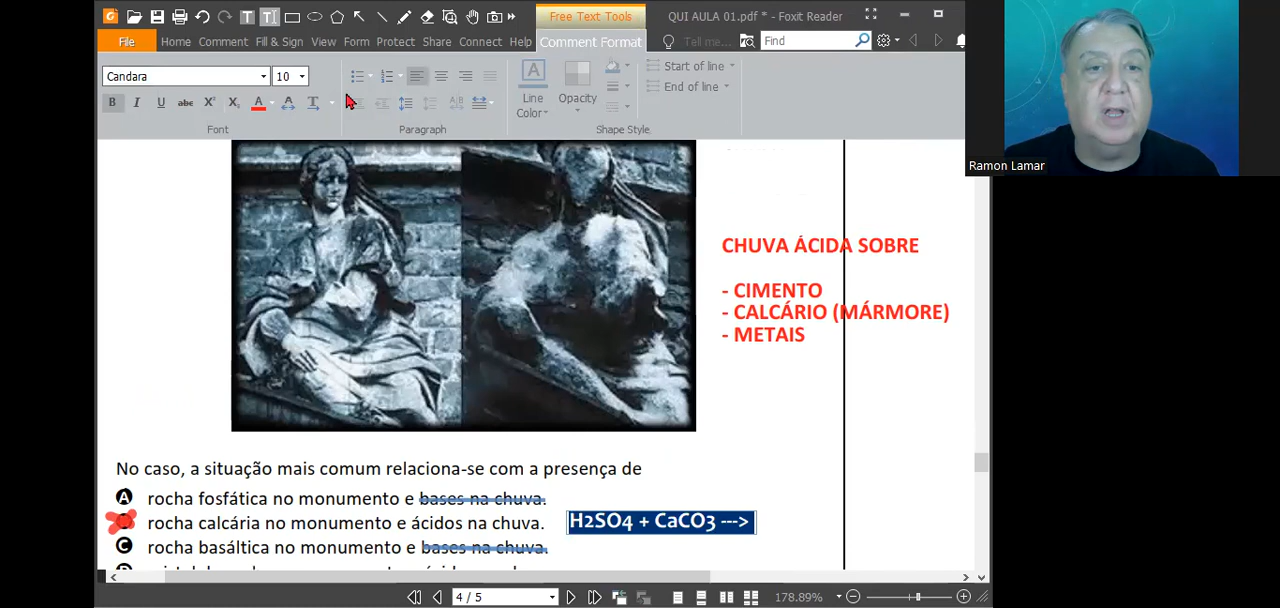 Free Text Tools
QUI AULA 01.pdf * - Foxit Reader
File Home Comment Fill & Sign View Form Protect Share Connect Help Comment Format Tell me... Find
Candara 10
Start of line
End of line
Line Color
Opacity
Font Paragraph Shape Style
Ramon Lamar
CHUVA ÁCIDA SOBRE
- CIMENTO
- CALCÁRIO (MÁRMORE)
- METAIS
No caso, a situação mais comum relaciona-se com a presença de
A rocha fosfática no monumento e bases na chuva.
rocha calcária no monumento e ácidos na chuva.
H2SO4 + CaCO3 --->
C rocha basáltica no monumento e bases na chuva.
4 / 5
178.89%